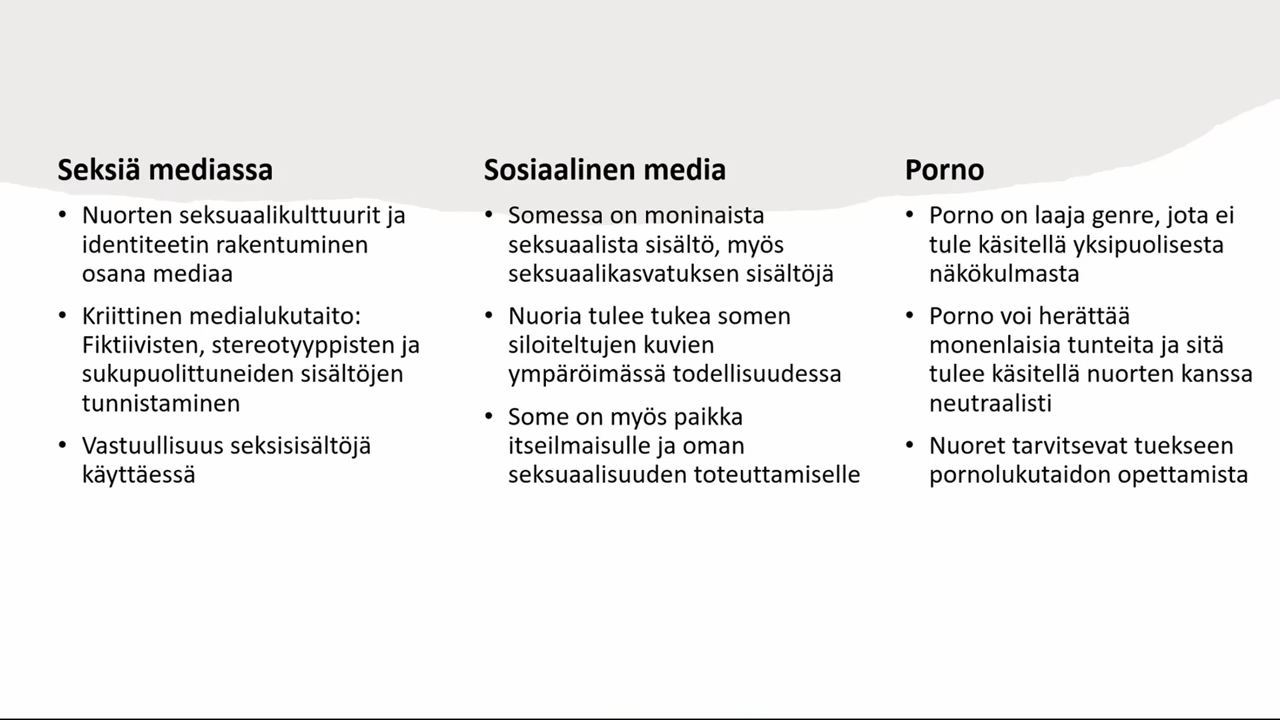 Seksiä mediassa
• Nuorten seksuaalikulttuurit ja
identiteetin rakentuminen
osana mediaa
• Kriittinen medialukutaito:
Fiktiivisten, stereotyyppisten ja
sukupuolittuneiden sisältöjen
tunnistaminen
• Vastuullisuus seksisisältöjä
käyttäessä
Sosiaalinen media
• Somessa on moninaista
seksuaalista sisältö, myös
seksuaalikasvatuksen sisältöjä
• Nuoria tulee tukea somen
siloiteltujen kuvien
ympäröimässä todellisuudessa
• Some on myös paikka
itseilmaisulle ja oman
seksuaalisuuden toteuttamiselle
Porno
• Porno on laaja genre, jota ei
tule käsitellä yksipuolisesta
näkökulmasta
• Porno voi herättää
monenlaisia tunteita ja sitä
tulee käsitellä nuorten kanssa
neutraalisti
• Nuoret tarvitsevat tuekseen
pornolukutaidon opettamista